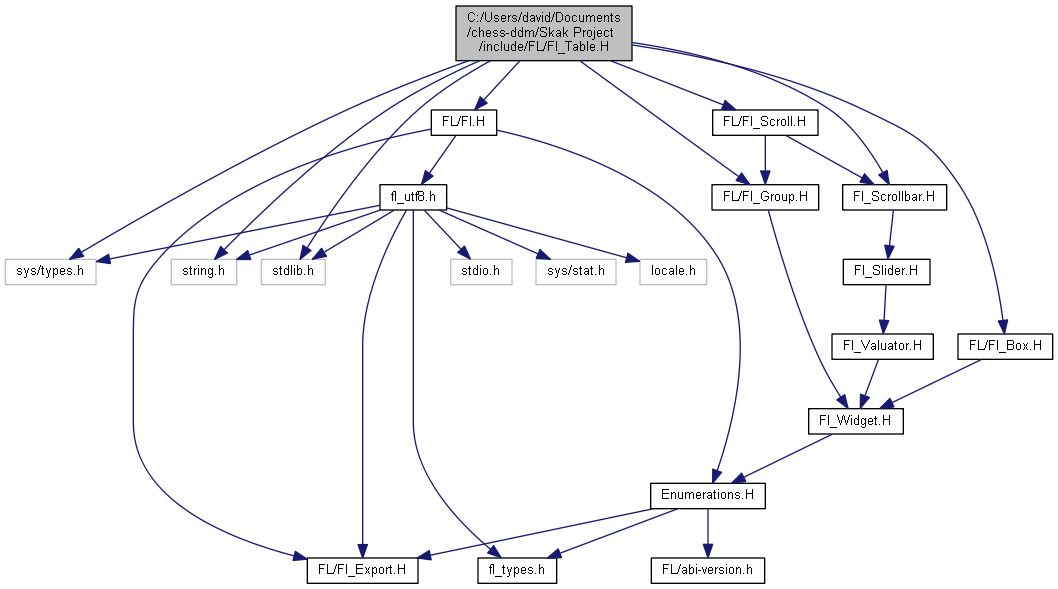 C:/Users/david/Documents
/chess-ddm/Skak Project
/include/FL/Fl_Table.H
FL/Fl.H
FL/Fl_Scroll.H
fl_utf8.h
FL/Fl_Group.H
Fl_Scrollbar.H
sys/types.h
string.h
stdlib.h
stdio.h
sys/stat.h
locale.h
Fl_Slider.H
Fl_Valuator.H
FL/Fl_Box.H
Fl_Widget.H
Enumerations.H
FL/Fl_Export.H
fl_types.h
FL/abi-version.h